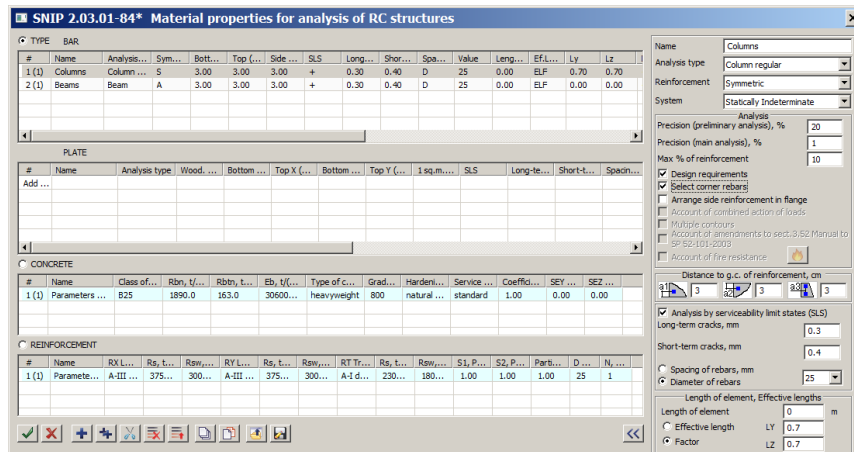 SNIP 2.03.01-84* Material properties for analysis of RC structures
TYPE BAR
# Name Analysis... Sym... Bott... Top (... Side ... SLS Long... Shor... Spa... Value Leng... Ef.L... Ly Lz
1 (1) Columns Column ... S 3.00 3.00 3.00 + 0.30 0.40 D 25 0.00 ELF 0.70 0.70
2 (1) Beams Beam A 3.00 3.00 3.00 + 0.30 0.40 D 25 0.00 ELF 0.00 0.00
PLATE
# Name Analysis type Wood. ... Bottom ... Top X (... Bottom ... Top Y (... 1 sq.m.... SLS Long-te... Short-t... Spacin...
Add ...
CONCRETE
# Name Class of... Rbn, t/... Rbtn, t... Eb, t/(... Type of c... Grad... Hardeni... Service ... Coeffici... SEY ... SEZ ...
1 (1) Parameters ... B25 1890.0 163.0 30600... heavyweight 800 natural ... standard 1.00 0.00 0.00
REINFORCEMENT
# Name RX L... Rs, t... Rsw,... RY L... Rs, t... Rsw,... RT Tr... Rs, t... Rsw,... S1, P... S2, P... Parti... D ... N, ...
1 (1) Paramete... A-III ... 375... 300... A-III ... 375... 300... A-I d... 230... 180... 1.00 1.00 1.00 25 1
Name Columns
Analysis type Column regular
Reinforcement Symmetric
System Statically Indeterminate
Analysis
Precision (preliminary analysis), % 20
Precision (main analysis), % 1
Max % of reinforcement 10
Design requirements
Select corner rebars
Arrange side reinforcement in flange
Account of combined action of loads
Multiple contours
Account of amendments to sect.3.52 Manual to
SP 52-101-2003
Account of fire resistance
Distance to g.c. of reinforcement, cm
a1 3 a2 3 a3 3
Analysis by serviceability limit states (SLS)
Long-term cracks, mm 0.3
Short-term cracks, mm 0.4
Spacing of rebars, mm
Diameter of rebars 25
Length of element, Effective lengths
Length of element 0 m
Effective length LY 0.7
Factor LZ 0.7